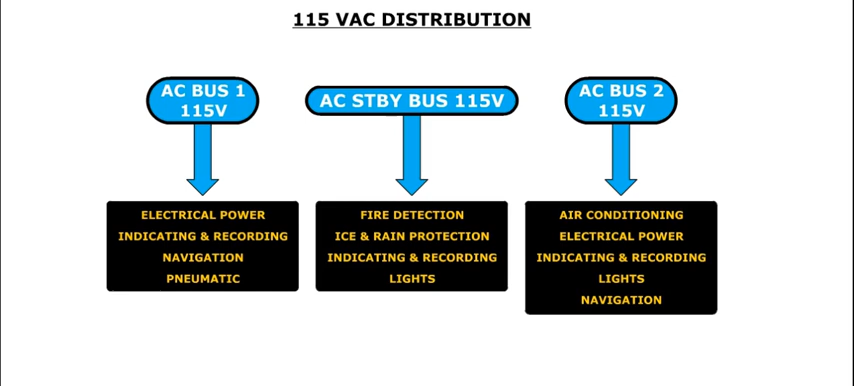 115 VAC DISTRIBUTION
AC BUS 1
115V
AC STBY BUS 115V
AC BUS 2
115V
ELECTRICAL POWER
INDICATING & RECORDING
NAVIGATION
PNEUMATIC
FIRE DETECTION
ICE & RAIN PROTECTION
INDICATING & RECORDING
LIGHTS
AIR CONDITIONING
ELECTRICAL POWER
INDICATING & RECORDING
LIGHTS
NAVIGATION